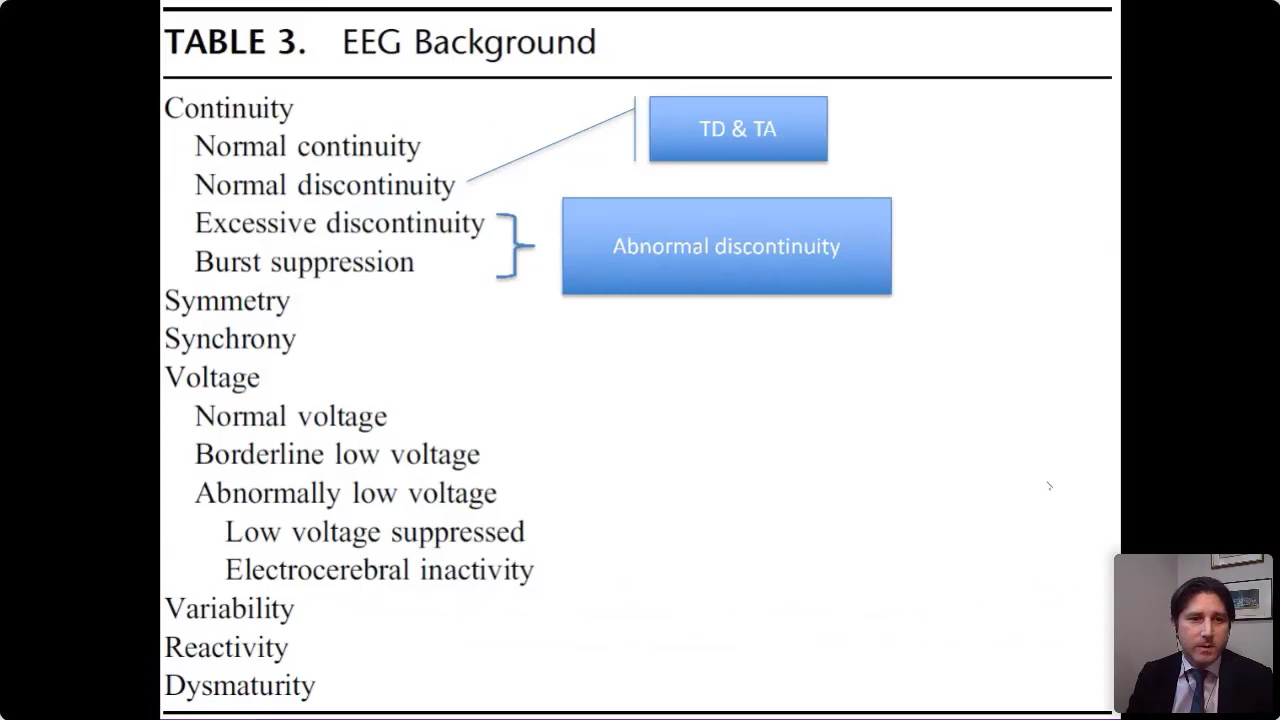 TABLE 3. EEG Background
Continuity
Normal continuity
Normal discontinuity
TD & TA
Excessive discontinuity
Burst suppression
Abnormal discontinuity
Symmetry
Synchrony
Voltage
Normal voltage
Borderline low voltage
Abnormally low voltage
Low voltage suppressed
Electrocerebral inactivity
Variability
Reactivity
Dysmaturity